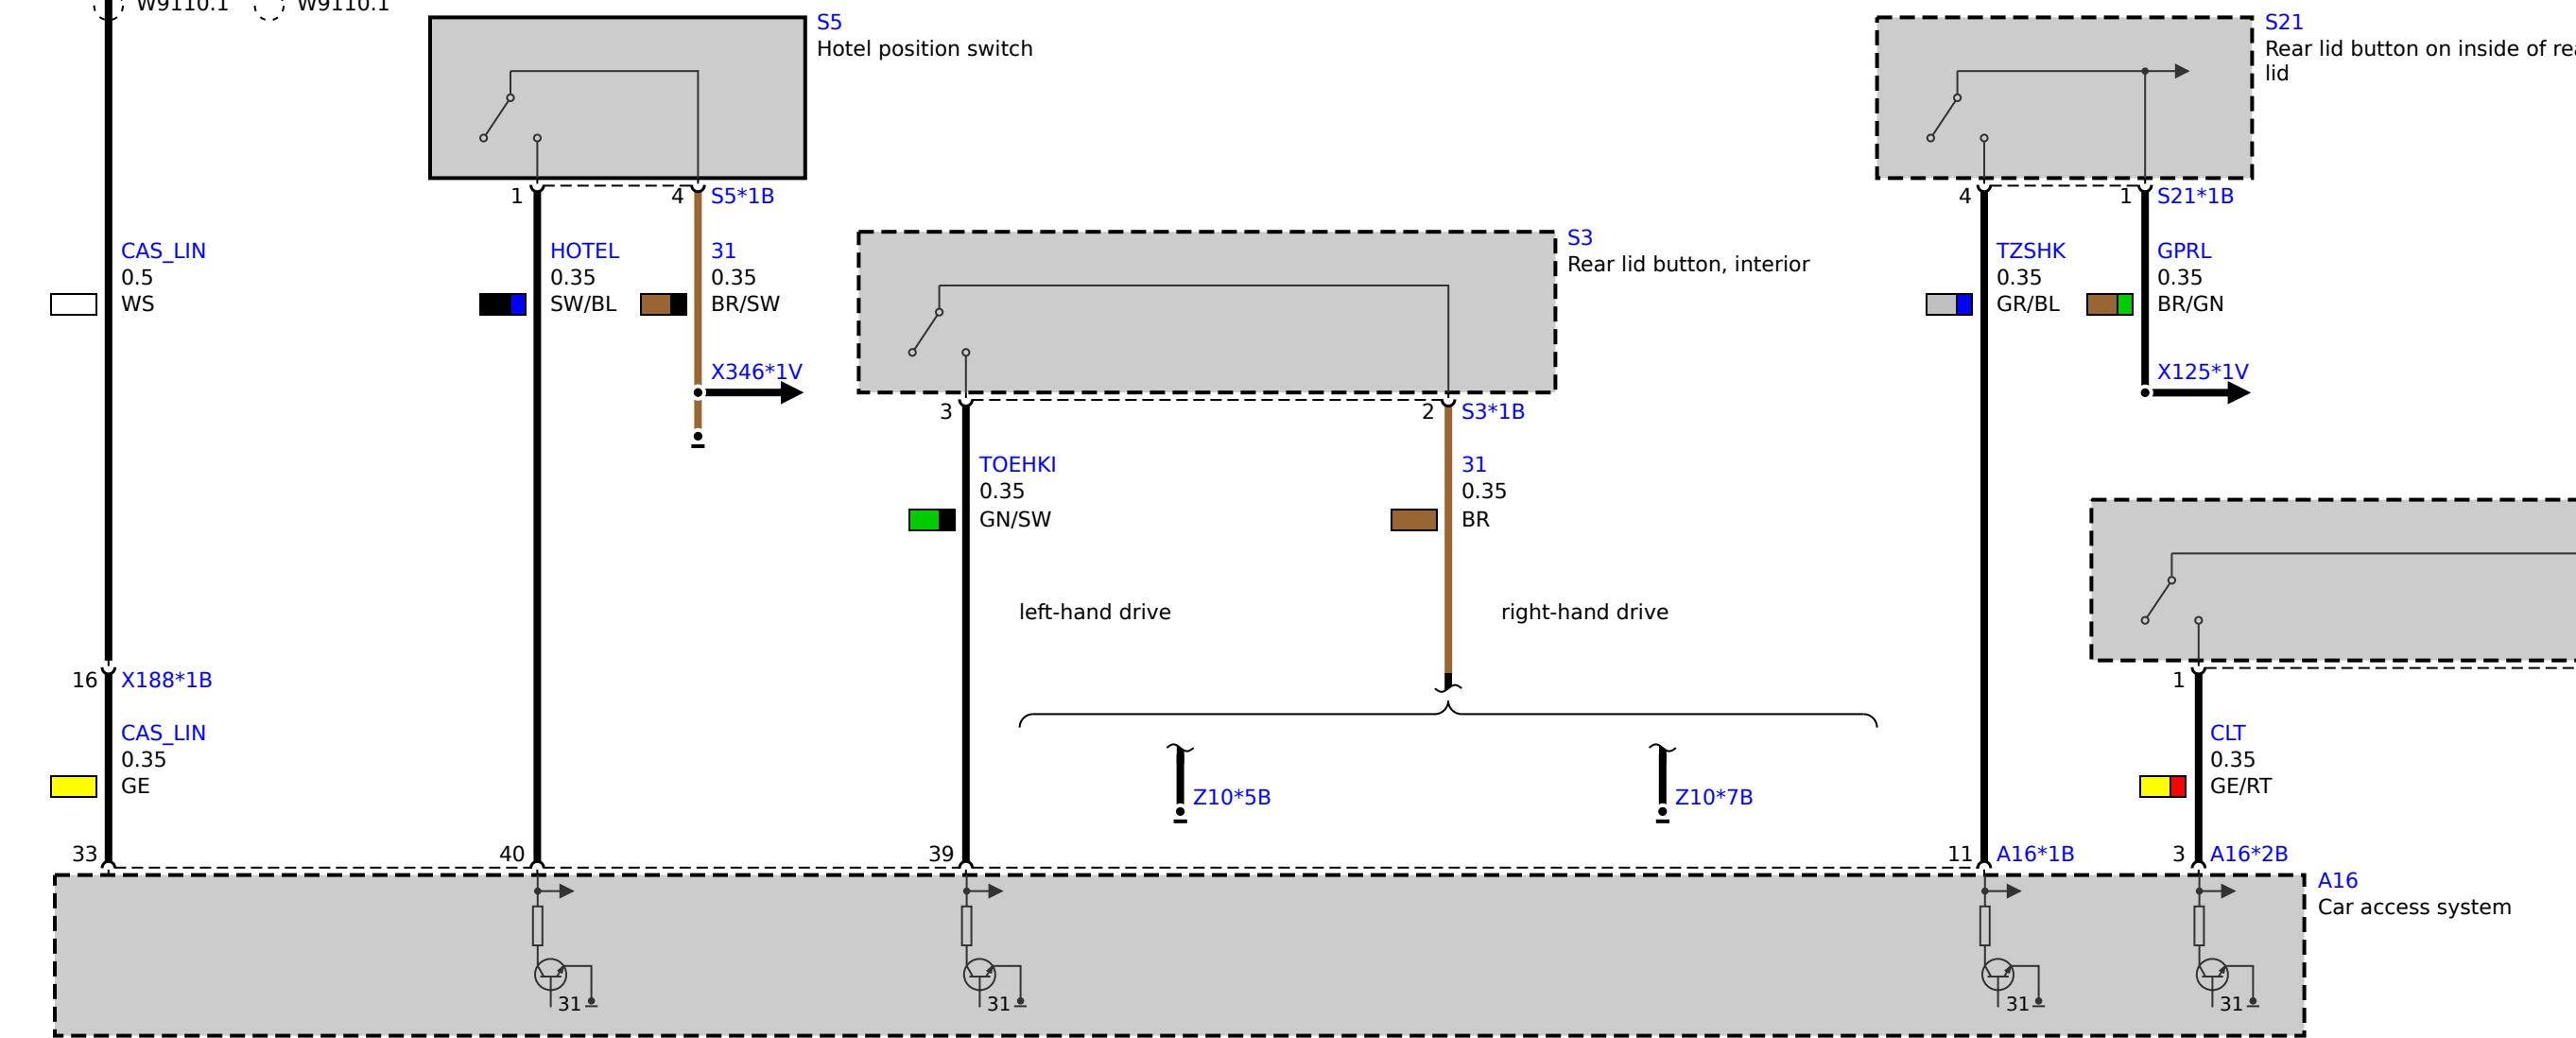 W9110.1
W9110.1
S5
Hotel position switch
S21
Rear lid button on inside of
lid
1
4
S5*1B
4
1
S21*1B
S3
Rear lid button, interior
CAS_LIN
0.5
WS
HOTEL
0.35
SW/BL
31
0.35
BR/SW
TZSHK
0.35
GR/BL
GPRL
0.35
BR/GN
X346*1V
X125*1V
3
2
S3*1B
TOEHKI
0.35
GN/SW
31
0.35
BR
left-hand drive
right-hand drive
16
X188*1B
1
CAS_LIN
0.35
GE
CLT
0.35
GE/RT
Z10*5B
Z10*7B
33
40
39
11
A16*1B
3
A16*2B
A16
Car access system
31
31
31
31